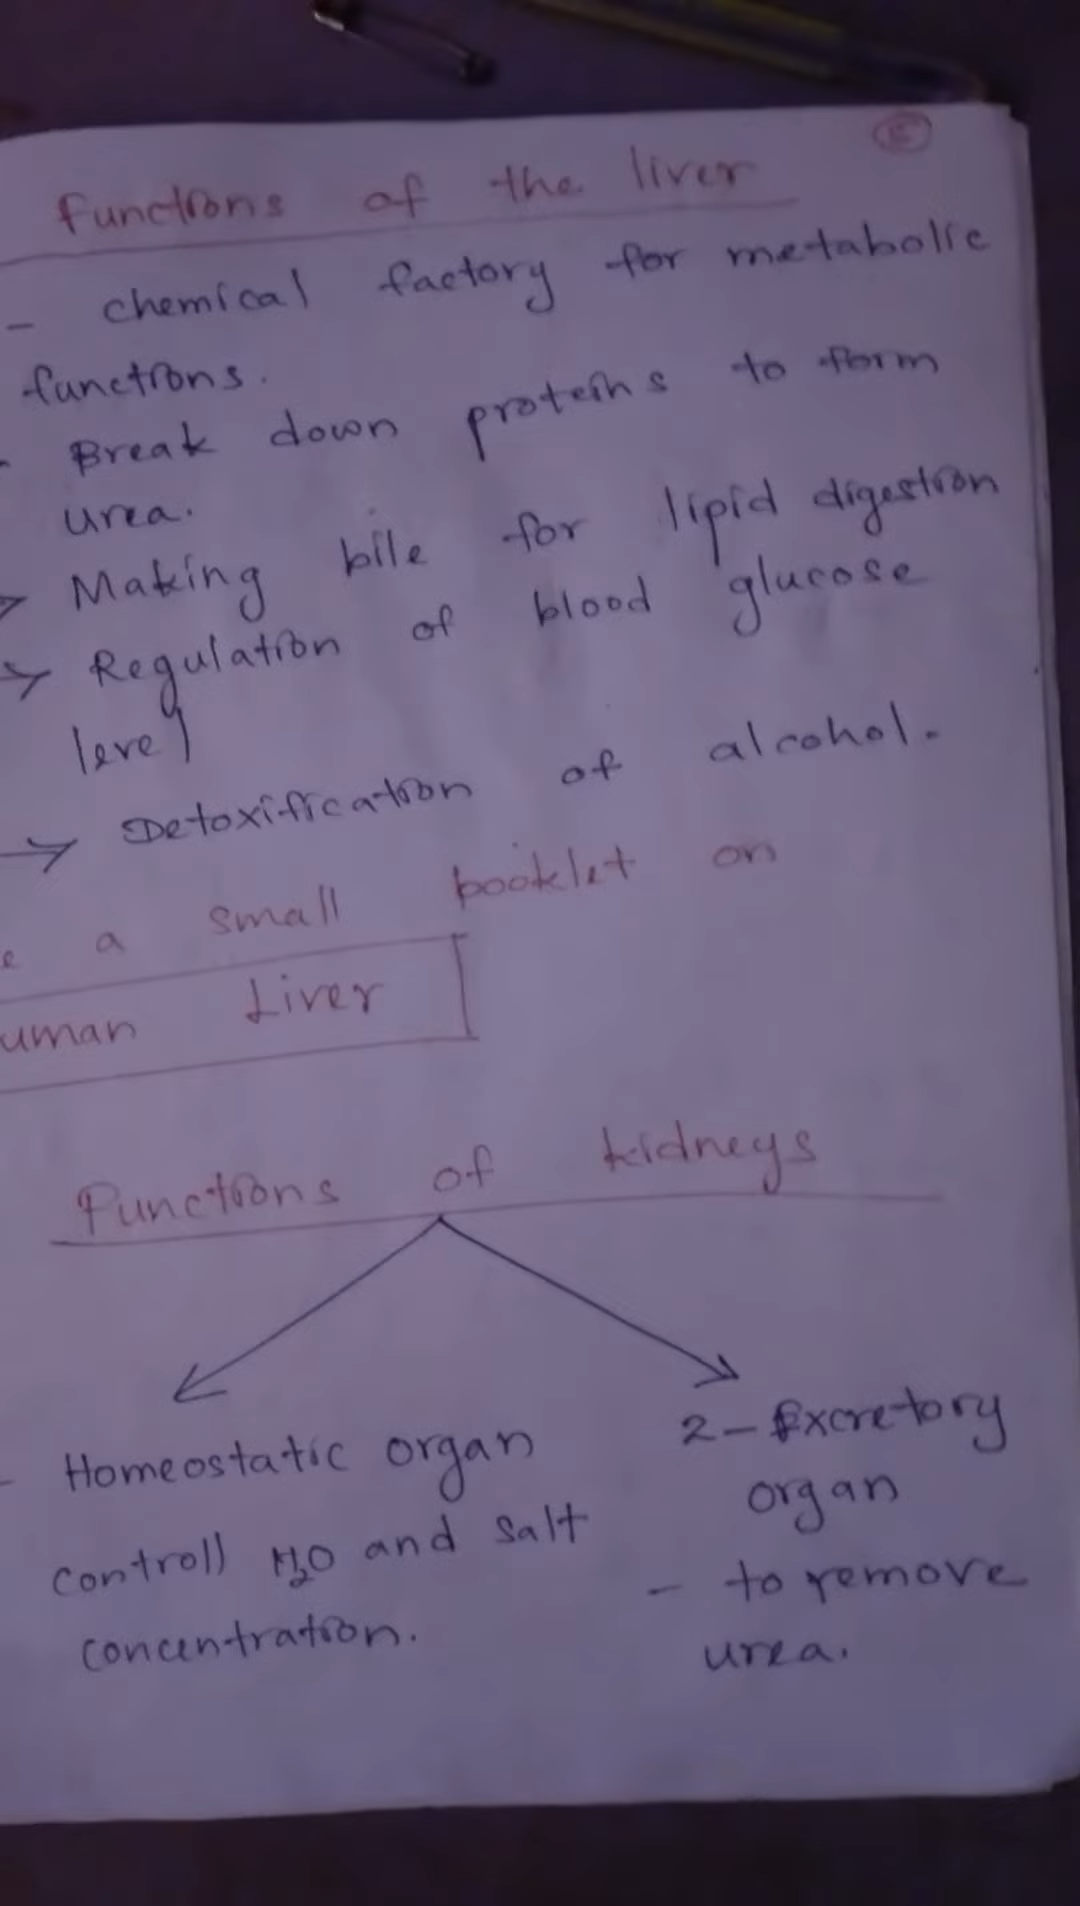 Functions of the liver
- chemical factory for metabolic
functions.
- Break down proteins to form
urea.
> Making bile for lipid digestion
> Regulation of blood glucose
level
→ Detoxification of alcohol.
a small booklet on
uman Liver
Functions of kidneys
- Homeostatic organ
controll H₂O and salt
concentration.
2- Excretory
organ
- to remove
urea.